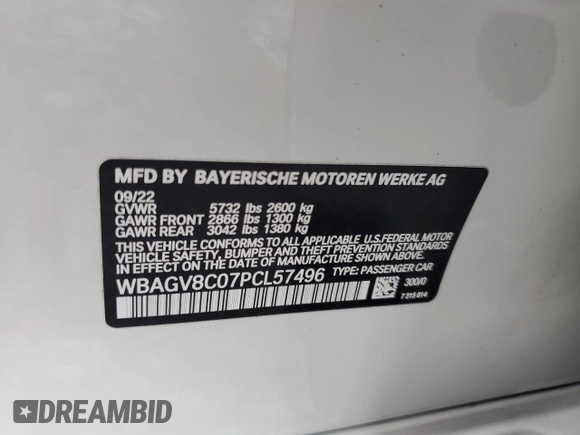 MFD BY BAYERISCHE MOTOREN WERKE AG
09/22
GVWR 5732 lbs 2600 kg
GAWR FRONT 2866 lbs 1300 kg
GAWR REAR 3042 lbs 1380 kg
THIS VEHICLE CONFORMS TO ALL APPLICABLE U.S.FEDERAL MOTOR
VEHICLE SAFETY, BUMPER, AND THEFT PREVENTION STANDARDS
IN EFFECT ON THE DATE OF MANUFACTURE SHOWN ABOVE.
WBAGV8C07PCL57496 TYPE: PASSENGER CAR
300/0
7 315 814
DREAMBID